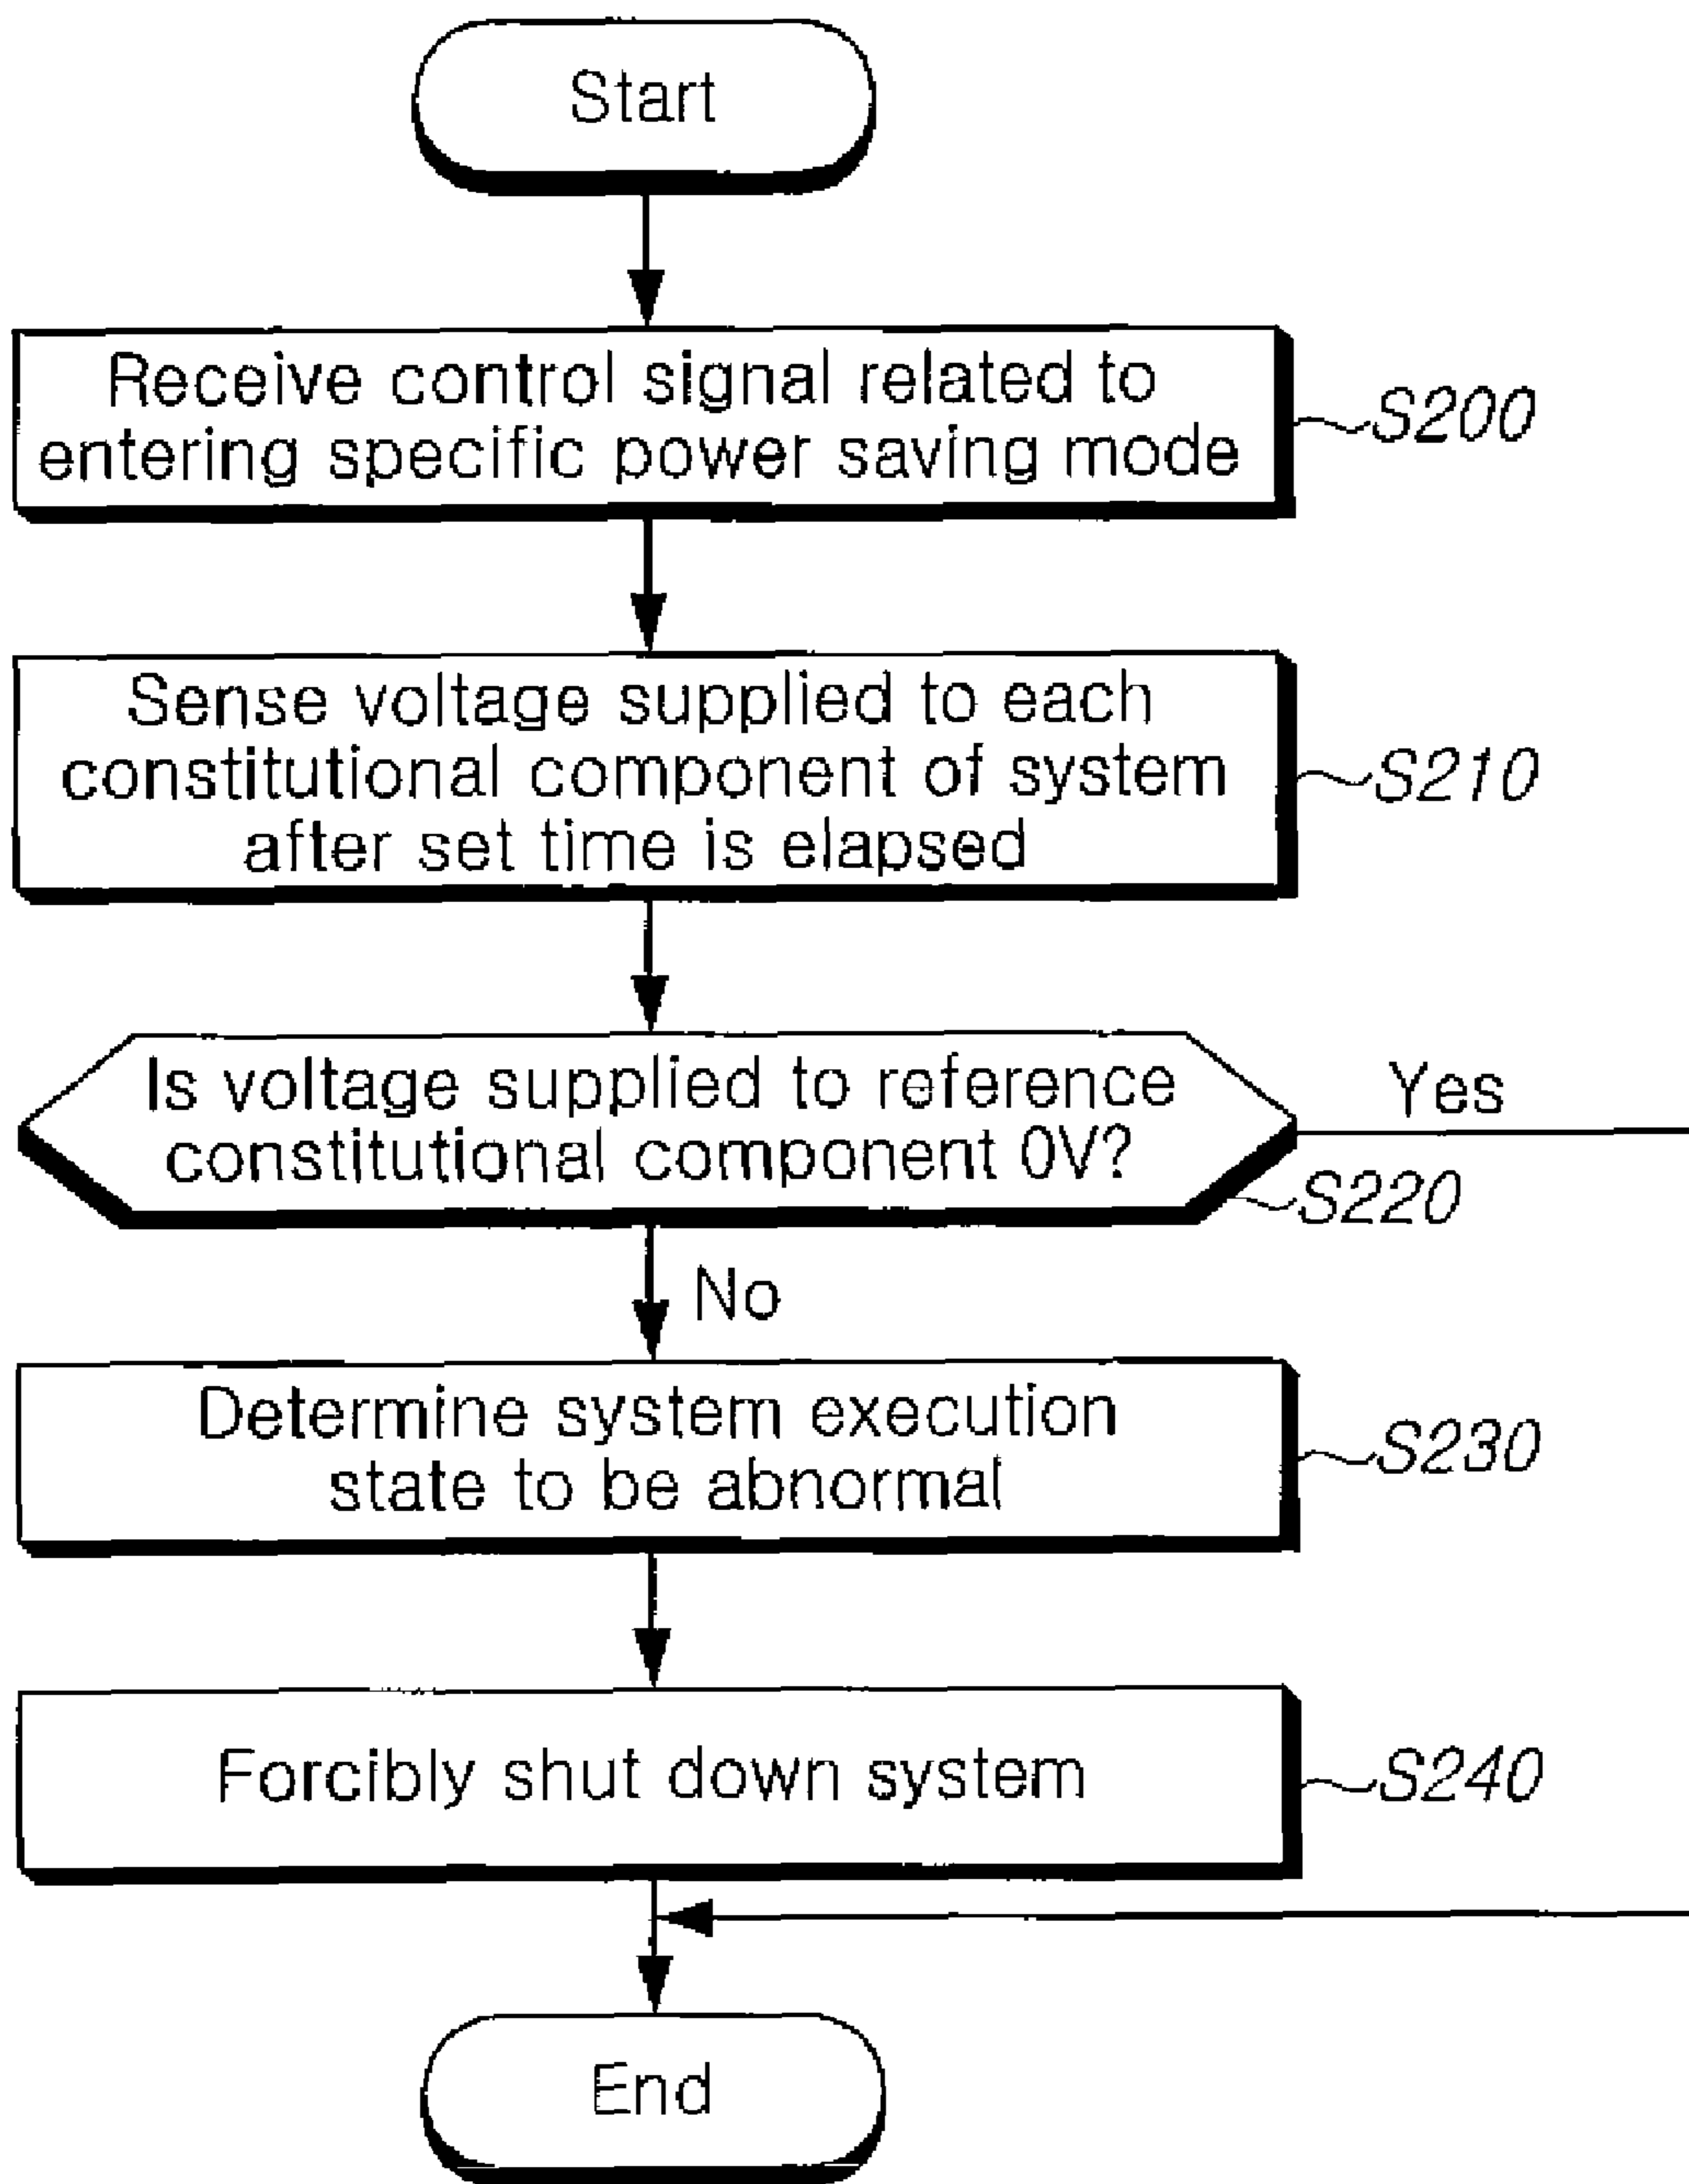 Start
Receive control signal related to
entering specific power saving mode
S200
Sense voltage supplied to each
constitutional component of system
after set time is elapsed
S210
Is voltage supplied to reference
constitutional component 0V?
Yes
S220
No
Determine system execution
state to be abnormal
S230
Forcibly shut down system
S240
End